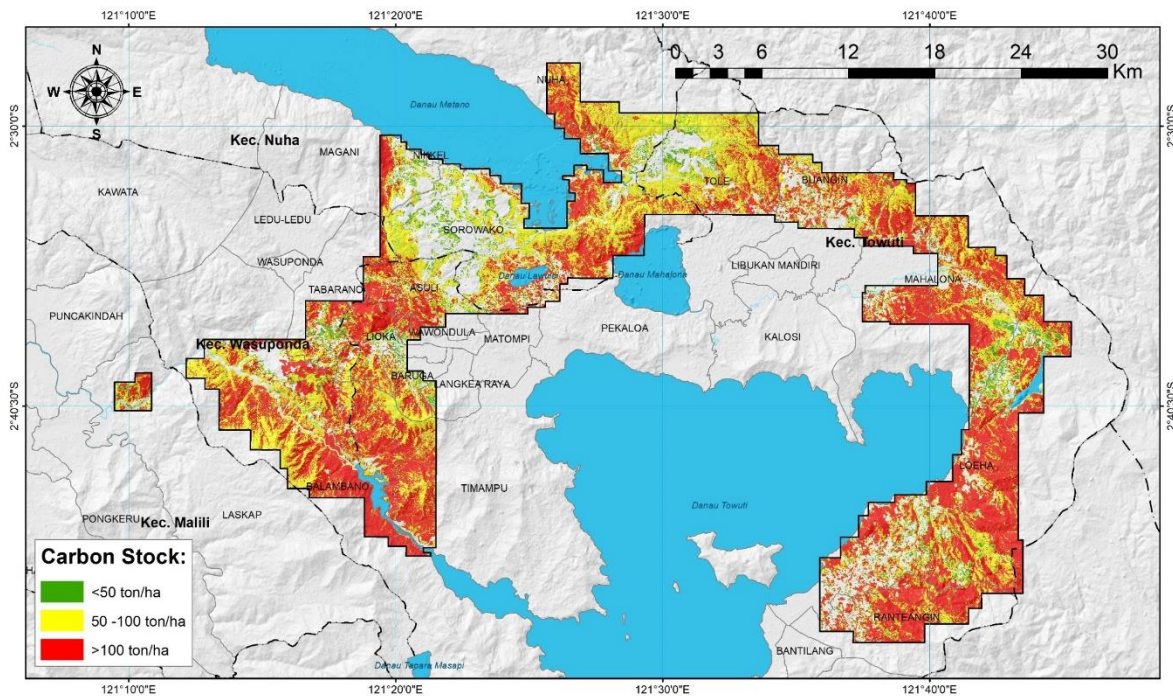 121°10'0"E 121°20'0"E 121°30'0"E 121°40'0"E
N
W E
S
0 3 6 12 18 24 30
Km
NUHA
Danau Matano
2°30'0"S 2°30'0"S
Kec. Nuha
MAGANI
NIKKEL
KAWATA
TOLE
BUANGIN
LEDU-LEDU
SOROWAKO
Kec. Towuti
WASUPONDA
LIBUKAN MANDIRI
Danau Mahalona
MAHALONA
TABARANO
ASULI
PUNCAKINDAH
WAWONDULA
PEKALOA
LIOKA
MATOMPI
KALOSI
Kec. Wasuponda
BARUGA
LANGKEA RAYA
2°40'30"S 2°40'30"S
LOEHA
BALAMBANO
TIMAMPU
Danau Towuti
PONGKERU
Kec. Malili
LASKAP
Carbon Stock:
<50 ton/ha
50 -100 ton/ha
>100 ton/ha
RANTEANGIN
BANTILANG
Danau Tapara Masapi
121°10'0"E 121°20'0"E 121°30'0"E 121°40'0"E